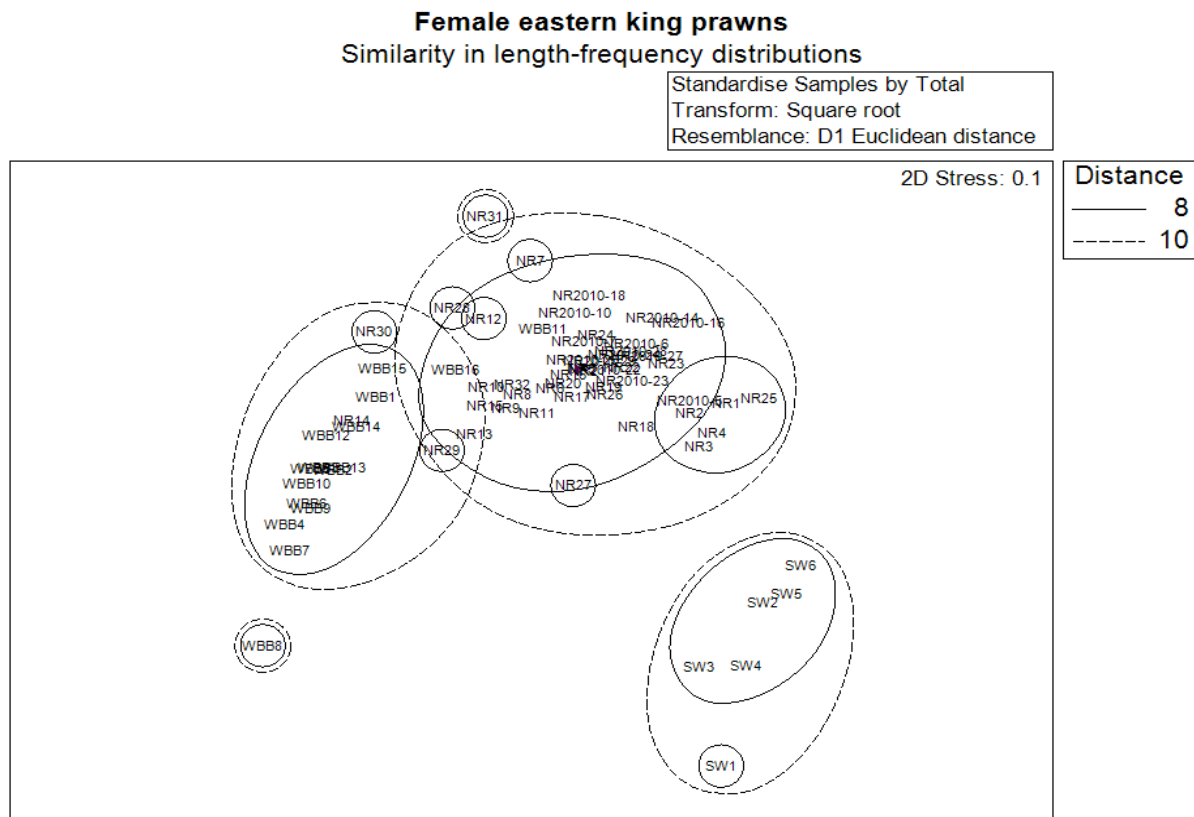 Female eastern king prawns
Similarity in length-frequency distributions
Standardise Samples by Total
Transform: Square root
Resemblance: D1 Euclidean distance
2D Stress: 0.1
Distance
8
10
NR31
NR7
NR2010-18
NR28
NR2010-10
NR12
NR2010-14
NR2010-16
WBB11
NR30
NR24
NR2010-6
WBB15
WBB16
NR23
NR2010-23
NR10
NR32
NR20
NR19
NR8
NR6
NR17
NR26
WBB1
NR15
NR9
NR11
NR2010-5
NR1
NR25
NR2
NR14
WBB14
NR18
WBB12
NR13
NR4
NR29
NR3
WBB10
NR27
WBB6
WBB9
WBB4
WBB7
SW6
SW5
SW2
WBB8
SW3
SW4
SW1